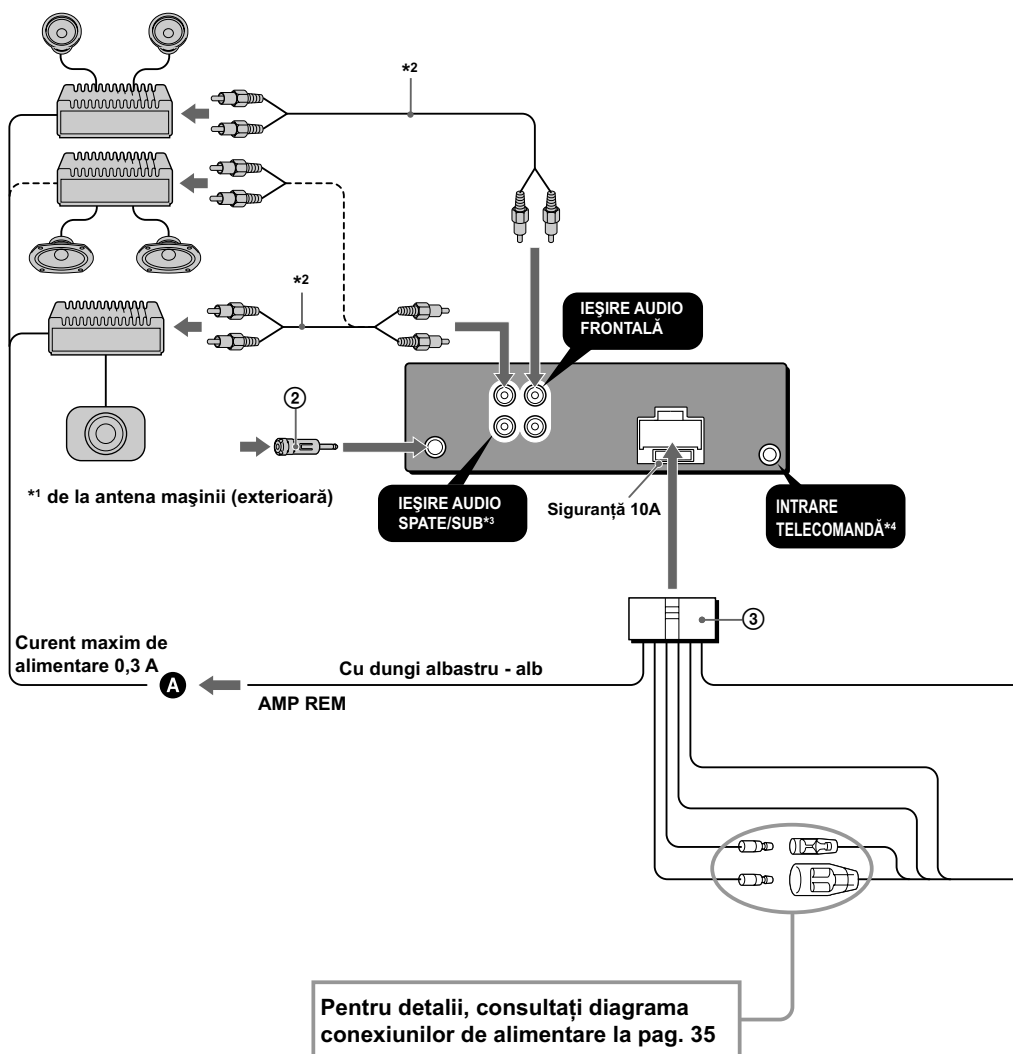 *2
*2
IEŞIRE AUDIO
FRONTALĂ
②
*1 de la antena maşinii (exterioară)
IEŞIRE AUDIO
SPATE/SUB*3
Siguranţă 10A
INTRARE
TELECOMANDĂ*4
③
Curent maxim de
alimentare 0,3 A
A
Cu dungi albastru - alb
AMP REM
Pentru detalii, consultaţi diagrama
conexiunilor de alimentare la pag. 35